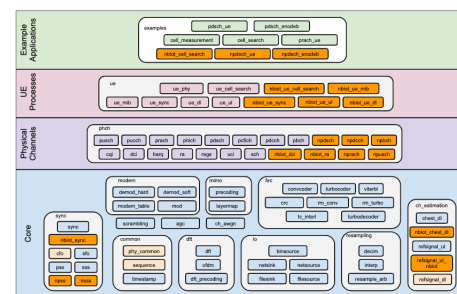 Example
Applications
examples
pdsch_ue
pdsch_enodeb
cell_measurement
cell_search
prach_ue
nbiot_cell_search
npdsch_ue
npdsch_enodeb
UE
Processes
ue
ue_phy
ue_cell_search
nbiot_ue_cell_search
nbiot_ue_mib
ue_mib
ue_sync
ue_dl
ue_ul
nbiot_ue_sync
nbiot_ue_ul
nbiot_ue_dl
Physical
Channels
phch
pusch
pucch
prach
phich
pdsch
pcfich
pdcch
pbch
npdsch
npdcch
npbch
cqi
dci
harq
ra
regs
uci
sch
nbiot_dci
nbiot_ra
nprach
npusch
Core
sync
sync
nbiot_sync
cfo
sfo
pss
sss
npss
nsss
modem
demod_hard
demod_soft
modem_table
mod
mimo
precoding
layermap
scrambling
agc
ch_awgn
fec
convcoder
turbocoder
viterbi
crc
rm_conv
rm_turbo
tc_interl
turbodecoder
ch_estimation
chest_dl
nbiot_chest_dl
refsignal_ul
refsignal_ul_
nbiot
refsignal_dl
common
phy_common
sequence
timestamp
dft
dft
ofdm
dft_precoding
io
binsource
netsink
netsource
filesink
filesource
resampling
decim
interp
resample_arb